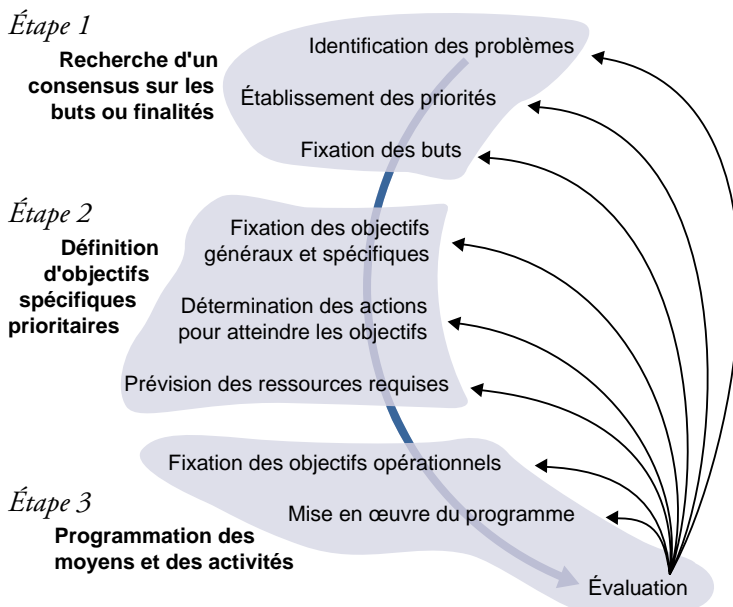 Étape 1
Recherche d'un
consensus sur les
buts ou finalités
Identification des problèmes
Établissement des priorités
Fixation des buts
Étape 2
Définition
d'objectifs
spécifiques
prioritaires
Fixation des objectifs
généraux et spécifiques
Détermination des actions
pour atteindre les objectifs
Prévision des ressources requises
Étape 3
Programmation des
moyens et des activités
Fixation des objectifs opérationnels
Mise en œuvre du programme
Évaluation